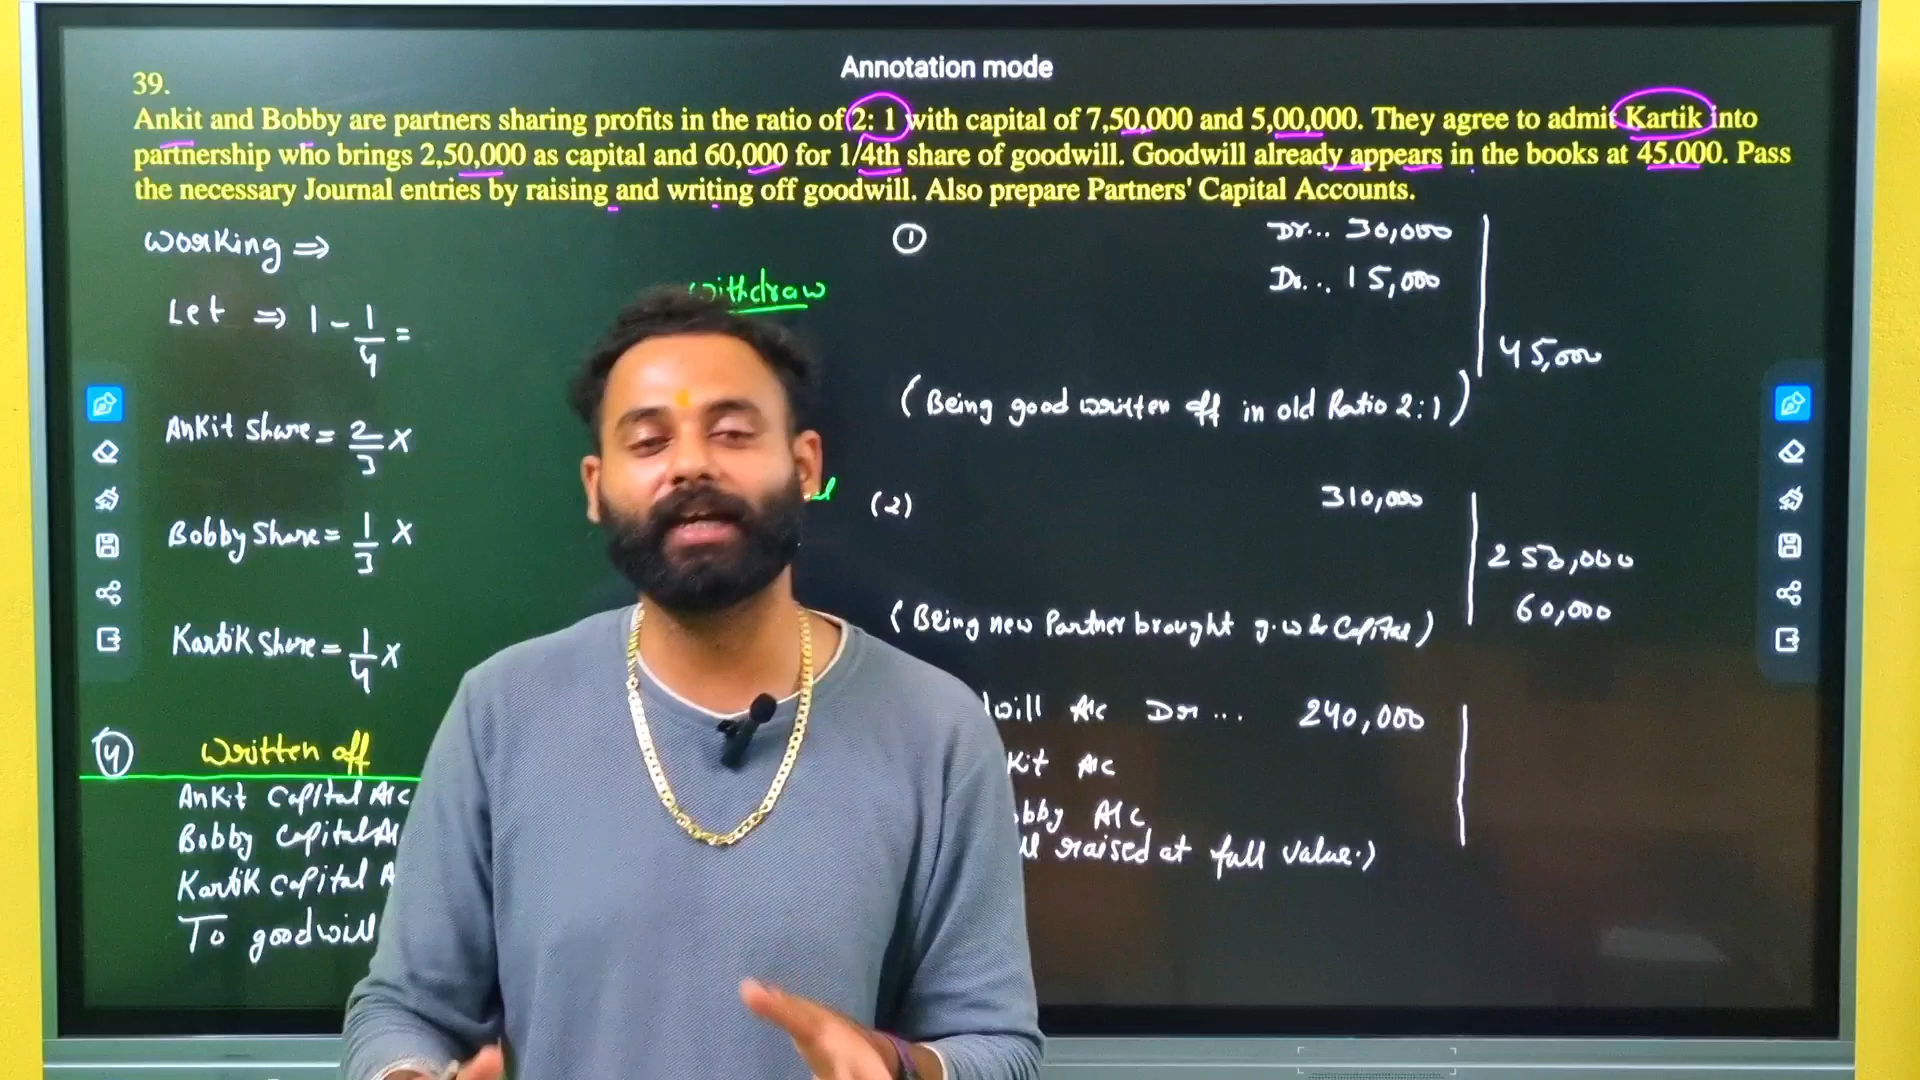 Annotation mode
39.
Ankit and Bobby are partners sharing profits in the ratio of 2: 1 with capital of 7,50,000 and 5,00,000. They agree to admit Kartik into
partnership who brings 2,50,000 as capital and 60,000 for 1/4th share of goodwill. Goodwill already appears in the books at 45,000. Pass
the necessary Journal entries by raising and writing off goodwill. Also prepare Partners' Capital Accounts.
Working ⇒
Let ⇒ 1 - 1/4 =
Ankit Share = 2/3 X
Bobby Share = 1/3 X
Kartik Share = 1/4 X
(4) Written off
Ankit Capital A/C
Bobby Capital A/
Kartik Capital A
To goodwill
withdraw
(1) Dr... 30,000
Dr... 15,000
45,000
(Being good written off in old Ratio 2:1)
(2) 310,000
250,000
60,000
(Being new Partner brought g.w & Capital)
will A/c Dr... 240,000
kit A/c
obby A/c
ll raised at full value.)